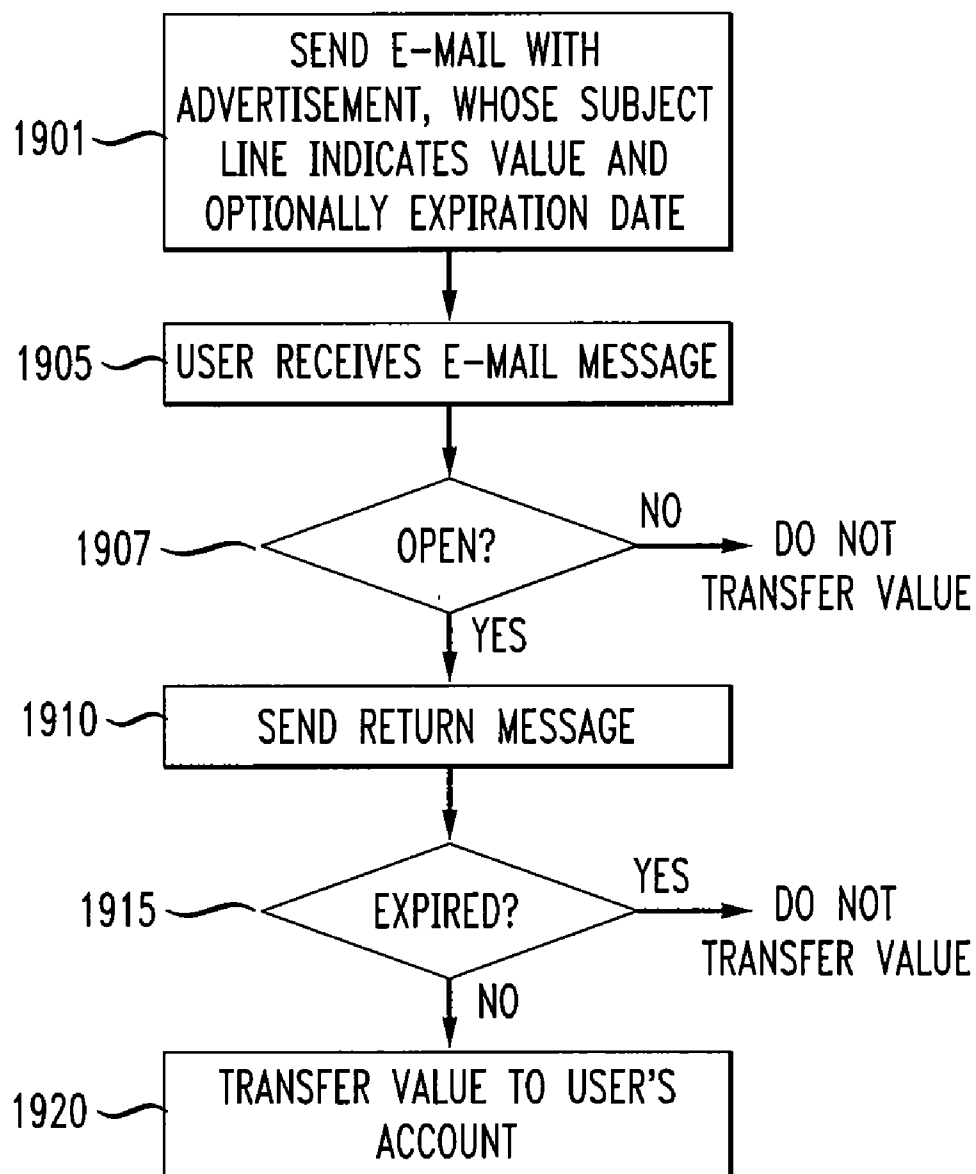 SEND E-MAIL WITH
ADVERTISEMENT, WHOSE SUBJECT
LINE INDICATES VALUE AND
OPTIONALLY EXPIRATION DATE
1901
1905
USER RECEIVES E-MAIL MESSAGE
1907
OPEN?
NO
DO NOT
TRANSFER VALUE
YES
1910
SEND RETURN MESSAGE
1915
EXPIRED?
YES
DO NOT
TRANSFER VALUE
NO
1920
TRANSFER VALUE TO USER'S
ACCOUNT